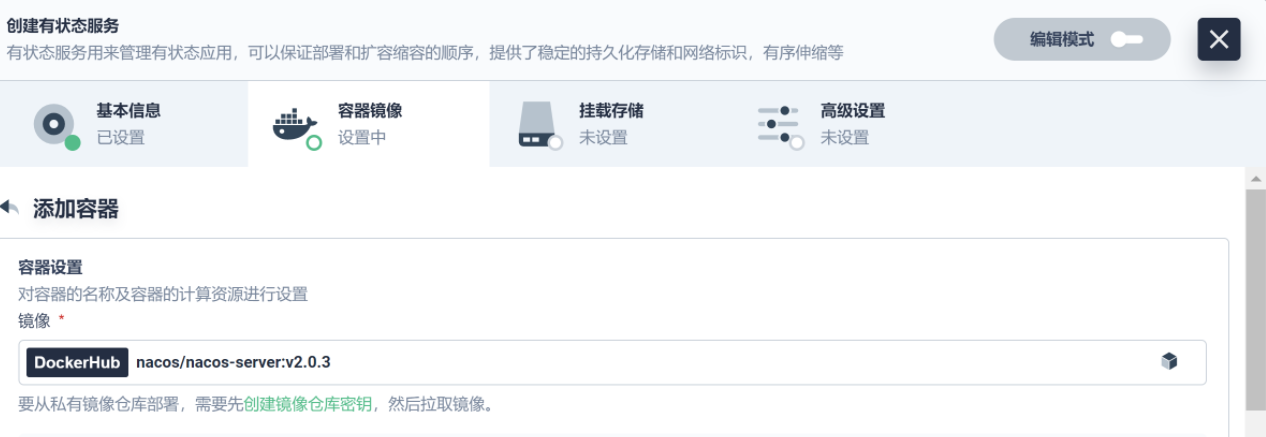 创建有状态服务
有状态服务用来管理有状态应用，可以保证部署和扩容缩容的顺序，提供了稳定的持久化存储和网络标识，有序伸缩等
编辑模式
基本信息
已设置
容器镜像
设置中
挂载存储
未设置
高级设置
未设置
添加容器
容器设置
对容器的名称及容器的计算资源进行设置
镜像 *
DockerHub nacos/nacos-server:v2.0.3
要从私有镜像仓库部署，需要先创建镜像仓库密钥，然后拉取镜像。